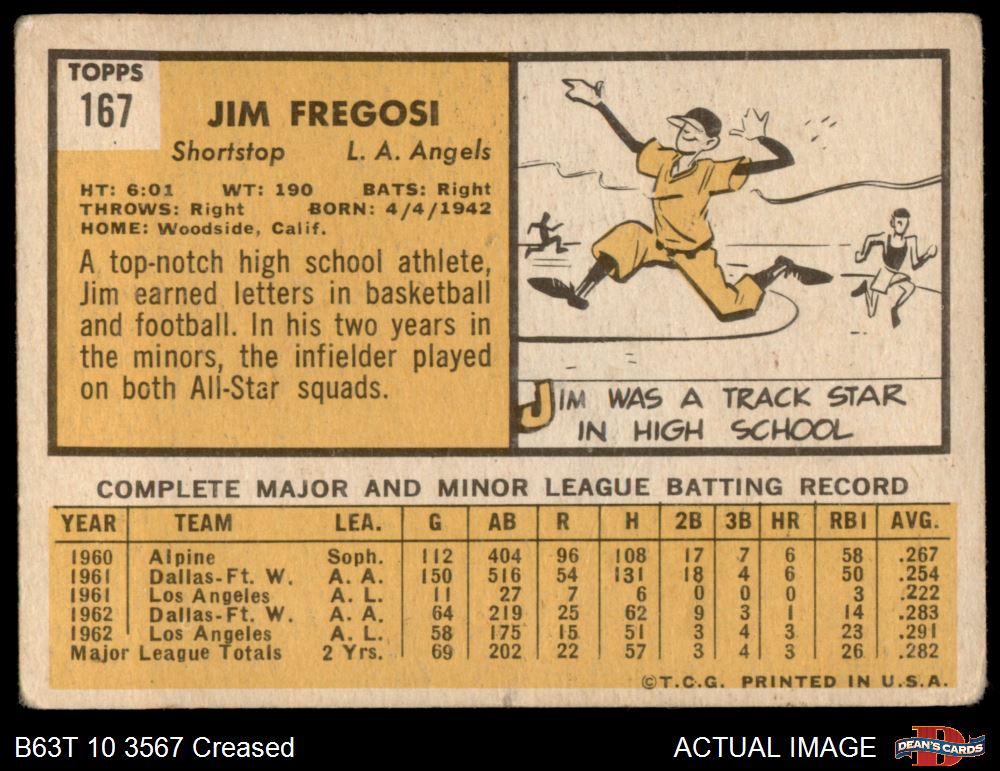 TOPPS
167
JIM FREGOSI
Shortstop L. A. Angels
HT: 6:01 WT: 190 BATS: Right
THROWS: Right BORN: 4/4/1942
HOME: Woodside, Calif.
A top-notch high school athlete,
Jim earned letters in basketball
and football. In his two years in
the minors, the infielder played
on both All-Star squads.
JIM WAS A TRACK STAR
IN HIGH SCHOOL
COMPLETE MAJOR AND MINOR LEAGUE BATTING RECORD
YEAR TEAM LEA. G AB R H 2B 3B HR RBI AVG.
1960 Alpine Soph. 112 404 96 108 17 7 6 58 .267
1961 Dallas-Ft. W. A. A. 150 516 54 131 18 4 6 50 .254
1961 Los Angeles A. L. 11 27 7 6 0 0 0 3 .222
1962 Dallas-Ft. W. A. A. 64 219 25 62 9 3 1 14 .283
1962 Los Angeles A. L. 58 175 15 51 3 4 3 23 .291
Major League Totals 2 Yrs. 69 202 22 57 3 4 3 26 .282
©T.C.G. PRINTED IN U.S.A.
B63T 10 3567 Creased
ACTUAL IMAGE
DEAN'S CARDS